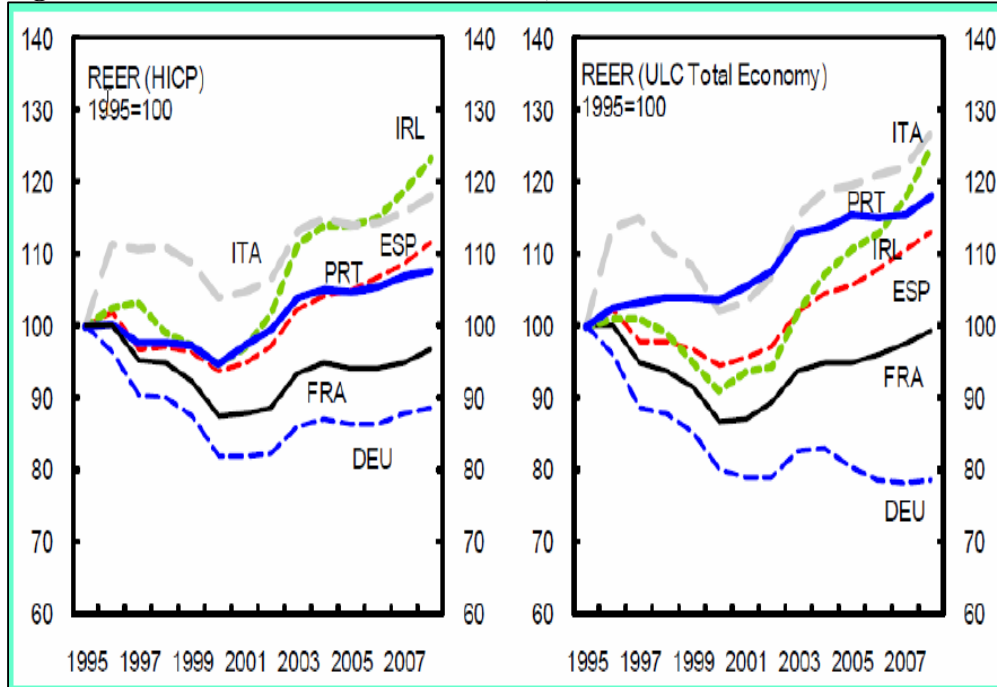 REER (HICP)
1995=100
140 140
130 130
120 120
110 110
100 100
90 90
80 80
70 70
60 60
IRL
ITA
ESP
PRT
FRA
DEU
1995 1997 1999 2001 2003 2005 2007
REER (ULC Total Economy)
1995=100
140 140
130 130
120 120
110 110
100 100
90 90
80 80
70 70
60 60
ITA
PRT
IRL
ESP
FRA
DEU
1995 1997 1999 2001 2003 2005 2007